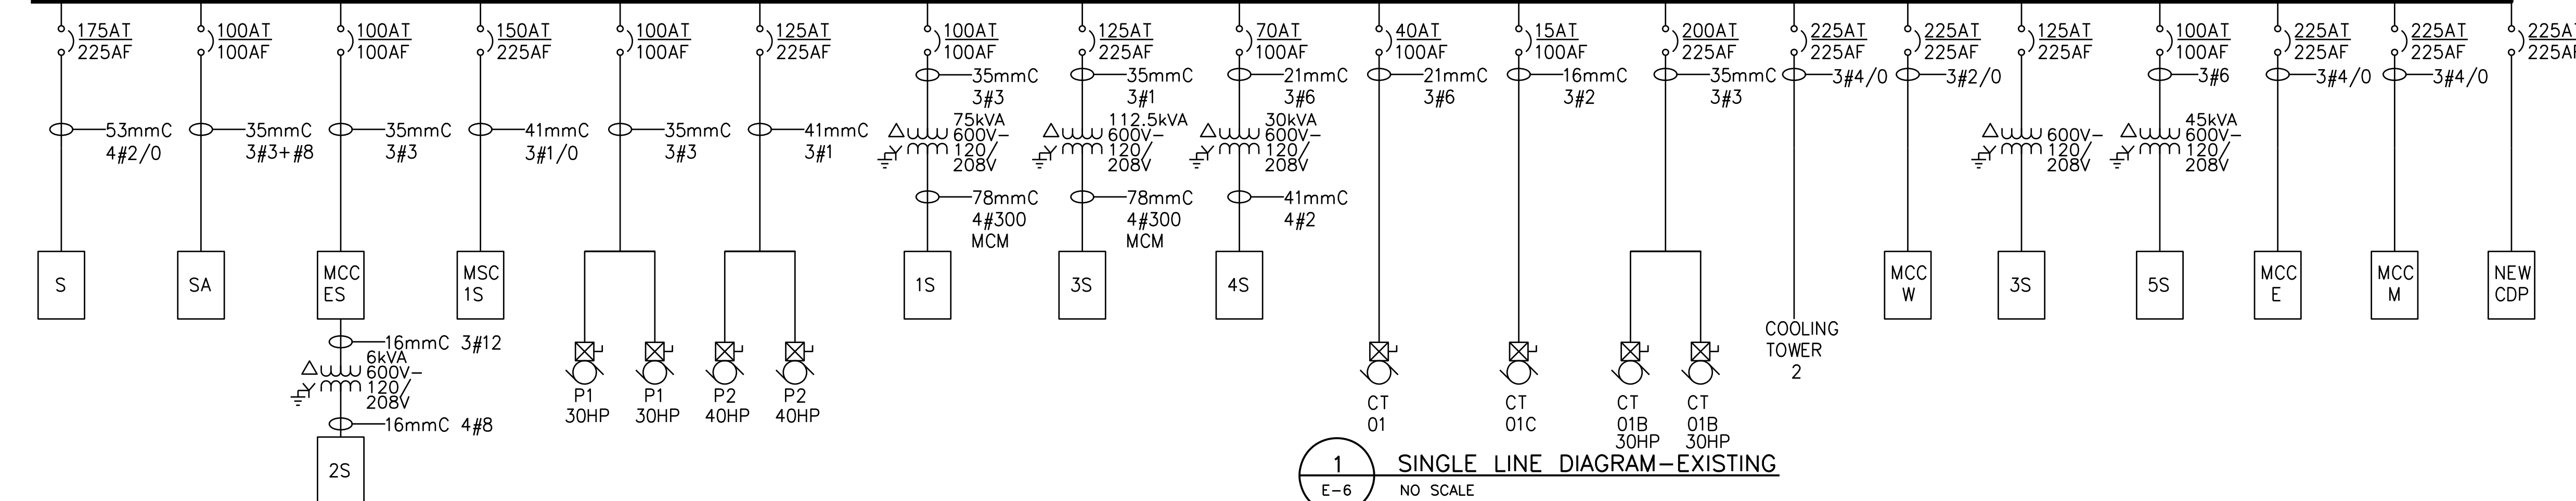 175AT
225AF
53mmC
4#2/0
S
100AT
100AF
35mmC
3#3+#8
SA
100AT
100AF
35mmC
3#3
MCC
ES
16mmC 3#12
6kVA
600V-
120/
208V
16mmC 4#8
2S
150AT
225AF
41mmC
3#1/0
MSC
1S
100AT
100AF
35mmC
3#3
P1
30HP
P1
30HP
125AT
225AF
41mmC
3#1
P2
40HP
P2
40HP
100AT
100AF
35mmC
3#3
75kVA
600V-
120/
208V
78mmC
4#300
MCM
1S
125AT
225AF
35mmC
3#1
112.5kVA
600V-
120/
208V
78mmC
4#300
MCM
3S
70AT
100AF
21mmC
3#6
30kVA
600V-
120/
208V
41mmC
4#2
4S
40AT
100AF
21mmC
3#6
CT
01
15AT
100AF
16mmC
3#2
CT
01C
200AT
225AF
35mmC
3#3
CT
01B
30HP
CT
01B
30HP
225AT
225AF
3#4/0
COOLING
TOWER
2
225AT
225AF
3#2/0
MCC
W
125AT
225AF
600V-
120/
208V
3S
100AT
100AF
3#6
45kVA
600V-
120/
208V
5S
225AT
225AF
3#4/0
MCC
E
225AT
225AF
3#4/0
MCC
M
225AT
225AF
NEW
CDP
1
E-6
SINGLE LINE DIAGRAM-EXISTING
NO SCALE